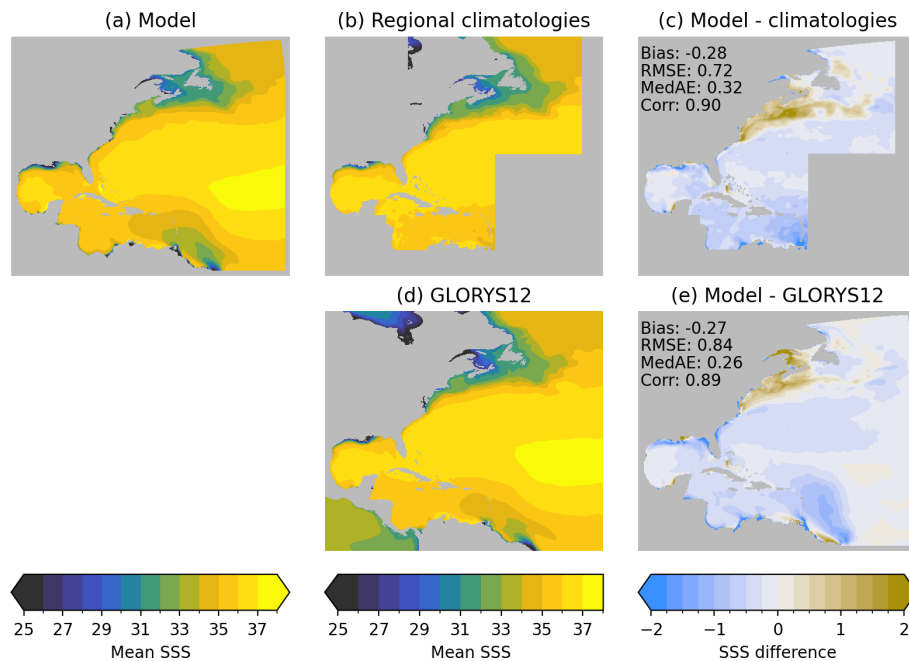 (a) Model
(b) Regional climatologies
(c) Model - climatologies
Bias: -0.28
RMSE: 0.72
MedAE: 0.32
Corr: 0.90
(d) GLORYS12
(e) Model - GLORYS12
Bias: -0.27
RMSE: 0.84
MedAE: 0.26
Corr: 0.89
25 27 29 31 33 35 37
Mean SSS
25 27 29 31 33 35 37
Mean SSS
−2 −1 0 1 2
SSS difference